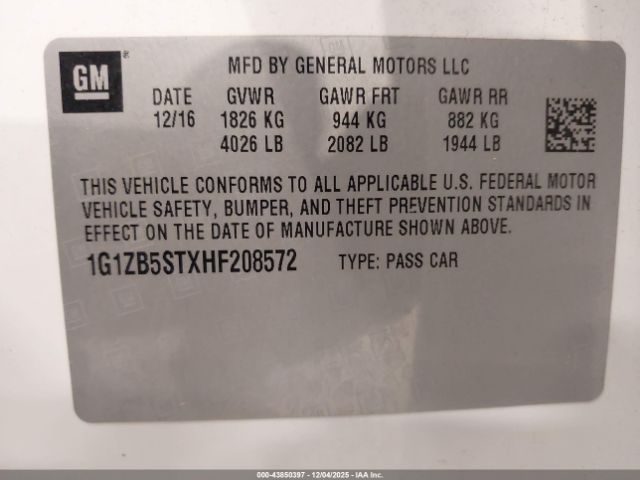 GM ®
MFD BY GENERAL MOTORS LLC
DATE GVWR GAWR FRT GAWR RR
12/16 1826 KG 944 KG 882 KG
4026 LB 2082 LB 1944 LB
THIS VEHICLE CONFORMS TO ALL APPLICABLE U.S. FEDERAL MOTOR
VEHICLE SAFETY, BUMPER, AND THEFT PREVENTION STANDARDS IN
EFFECT ON THE DATE OF MANUFACTURE SHOWN ABOVE.
1G1ZB5STXHF208572 TYPE: PASS CAR
000-43850397 - 12/04/2025 - IAA Inc.